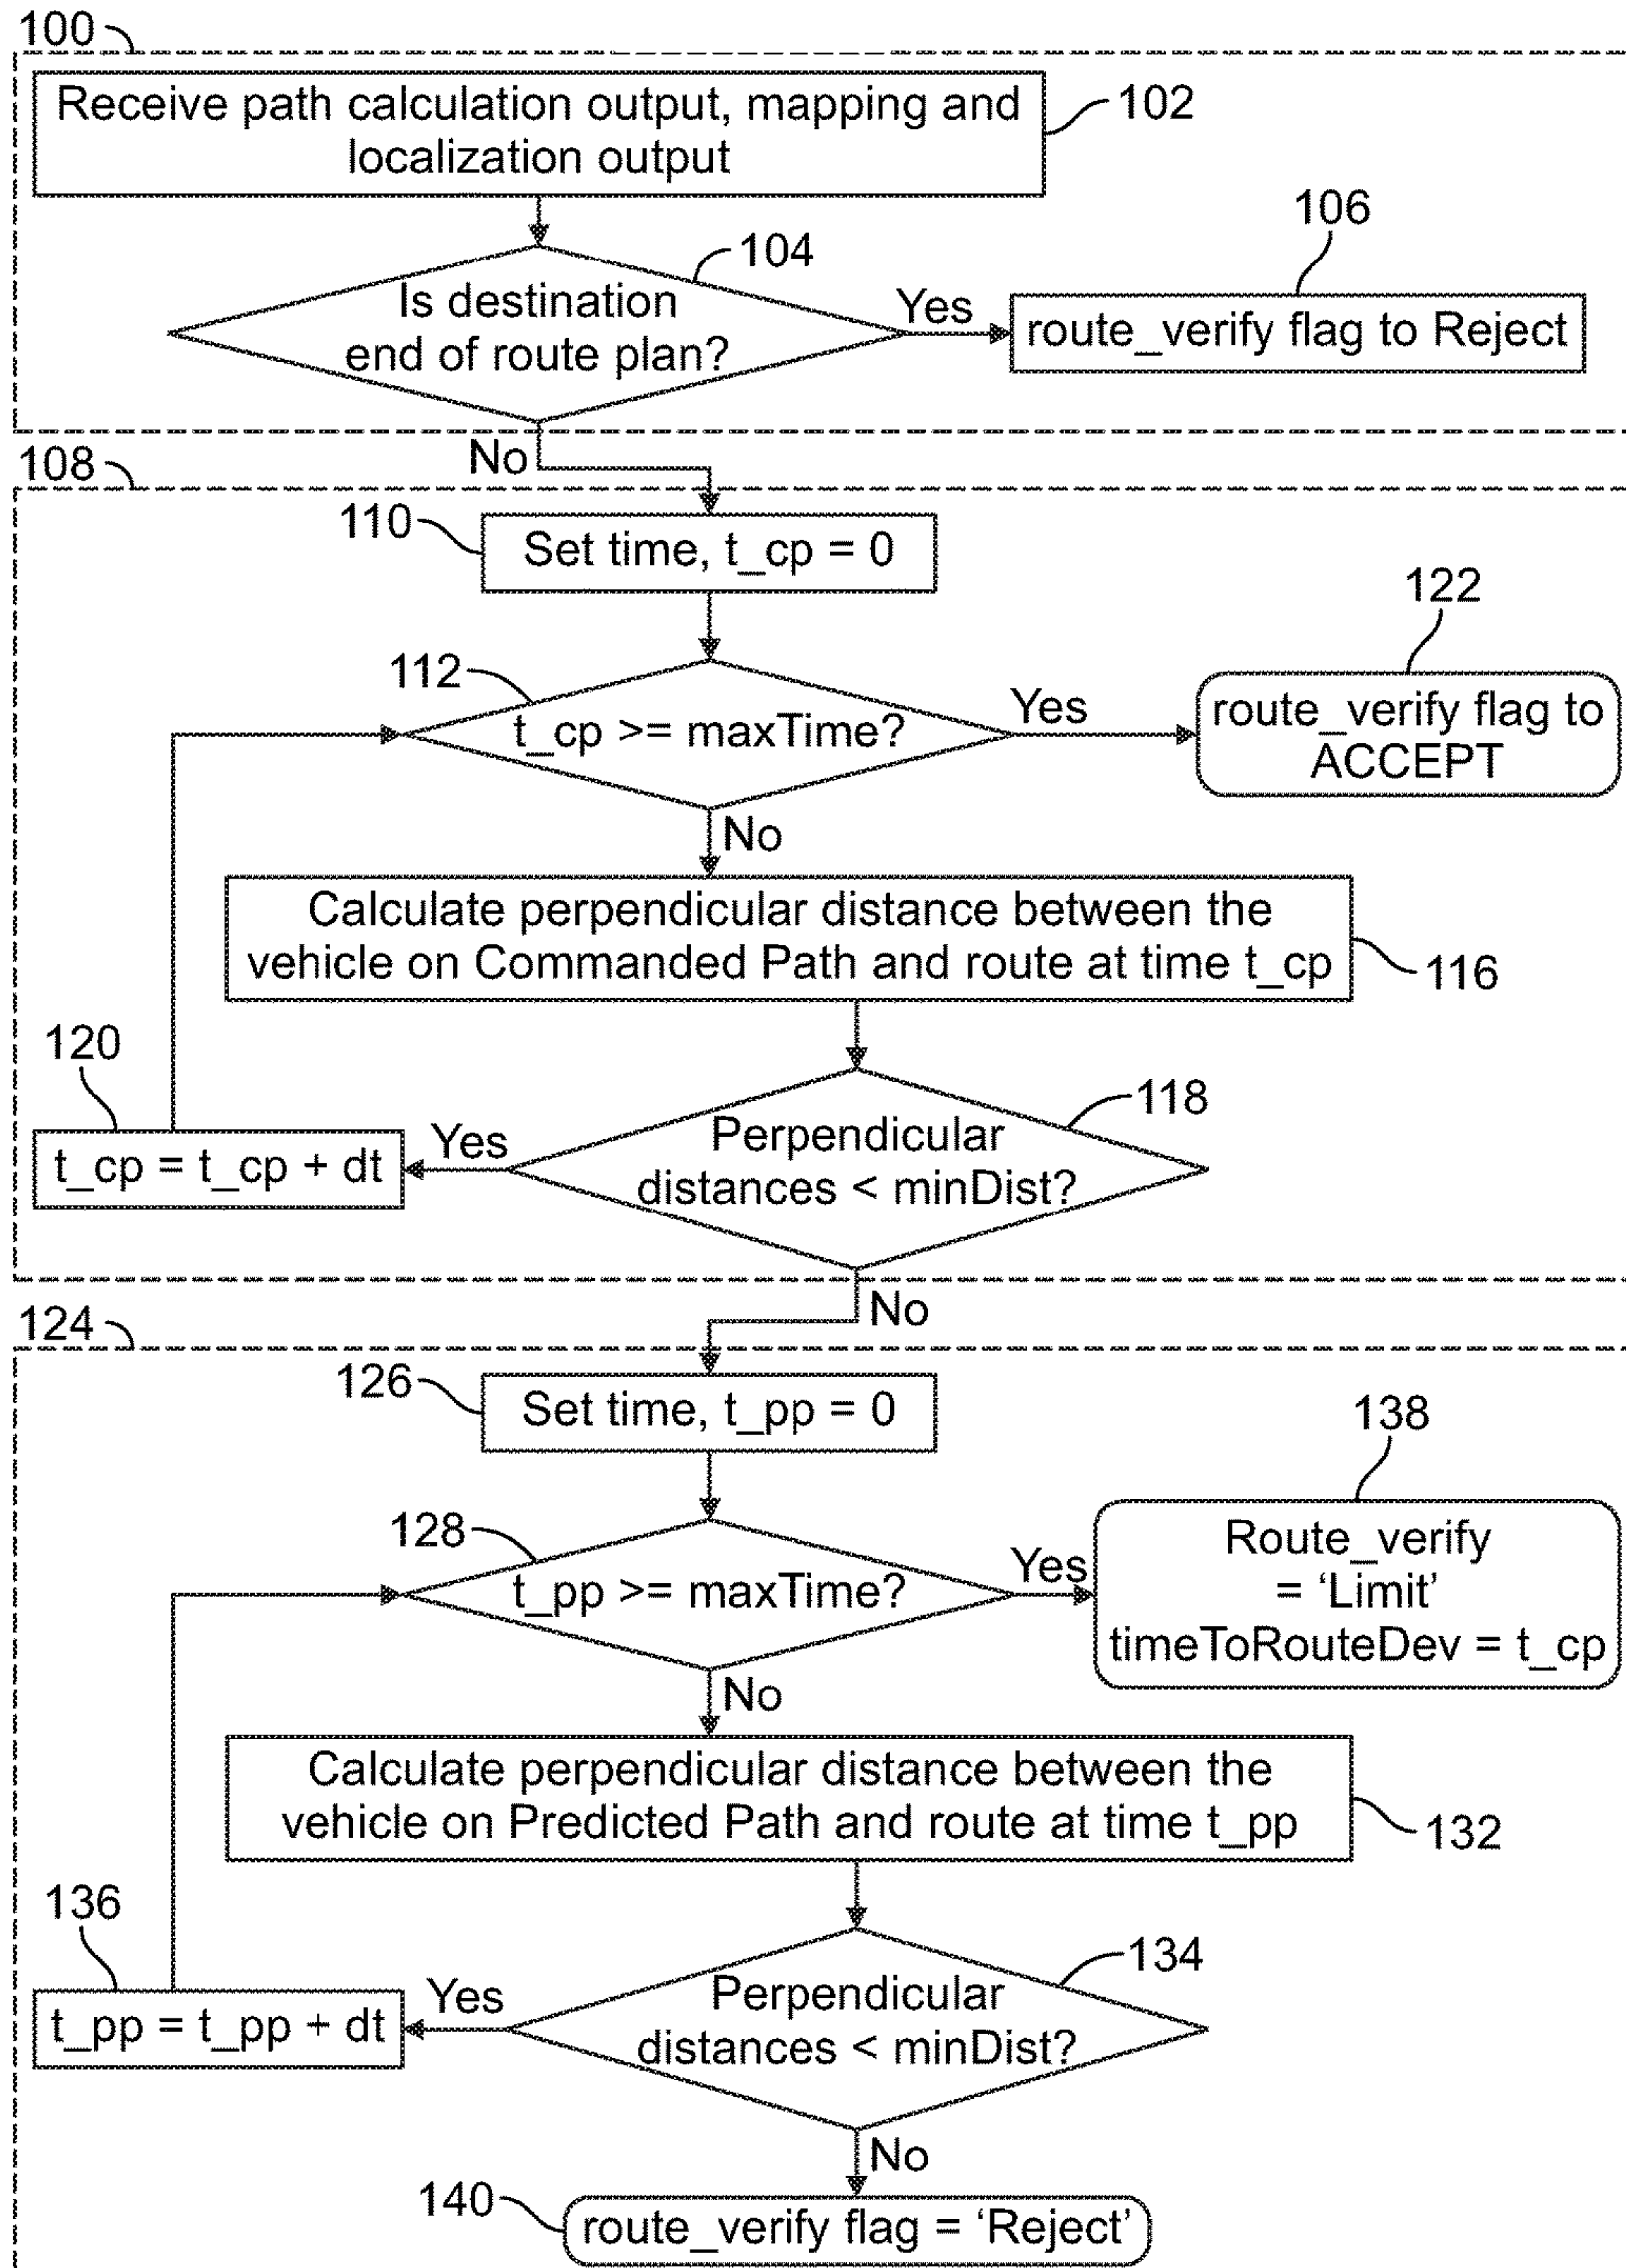 100
Receive path calculation output, mapping and
localization output
102
104
Is destination
end of route plan?
Yes
106
route_verify flag to Reject
No
108
110
Set time, t_cp = 0
112
t_cp >= maxTime?
Yes
122
route_verify flag to
ACCEPT
No
Calculate perpendicular distance between the
vehicle on Commanded Path and route at time t_cp
116
118
Perpendicular
distances < minDist?
Yes
120
t_cp = t_cp + dt
No
124
126
Set time, t_pp = 0
128
t_pp >= maxTime?
Yes
138
Route_verify
= ‘Limit’
timeToRouteDev = t_cp
No
Calculate perpendicular distance between the
vehicle on Predicted Path and route at time t_pp
132
134
Perpendicular
distances < minDist?
Yes
136
t_pp = t_pp + dt
No
140
route_verify flag = ‘Reject’